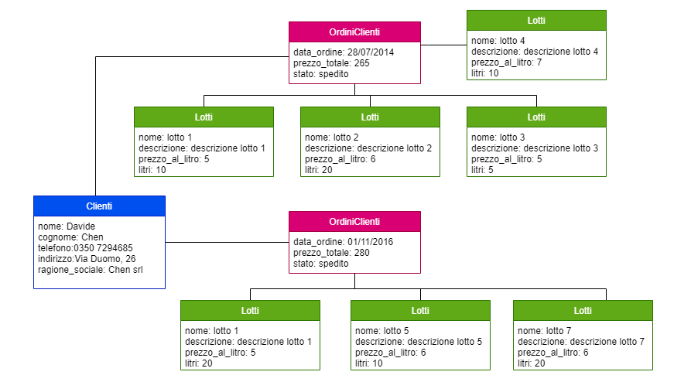 OrdiniClienti
data_ordine: 28/07/2014
prezzo_totale: 265
stato: spedito
Lotti
nome: lotto 4
descrizione: descrizione lotto 4
prezzo_al_litro: 7
litri: 10
Lotti
nome: lotto 1
descrizione: descrizione lotto 1
prezzo_al_litro: 5
litri: 10
Lotti
nome: lotto 2
descrizione: descrizione lotto 2
prezzo_al_litro: 6
litri: 20
Lotti
nome: lotto 3
descrizione: descrizione lotto 3
prezzo_al_litro: 5
litri: 5
Clienti
nome: Davide
cognome: Chen
telefono:0350 7294685
indirizzo:Via Duomo, 26
ragione_sociale: Chen srl
OrdiniClienti
data_ordine: 01/11/2016
prezzo_totale: 280
stato: spedito
Lotti
nome: lotto 1
descrizione: descrizione lotto 1
prezzo_al_litro: 5
litri: 20
Lotti
nome: lotto 5
descrizione: descrizione lotto 5
prezzo_al_litro: 6
litri: 10
Lotti
nome: lotto 7
descrizione: descrizione lotto 7
prezzo_al_litro: 6
litri: 20